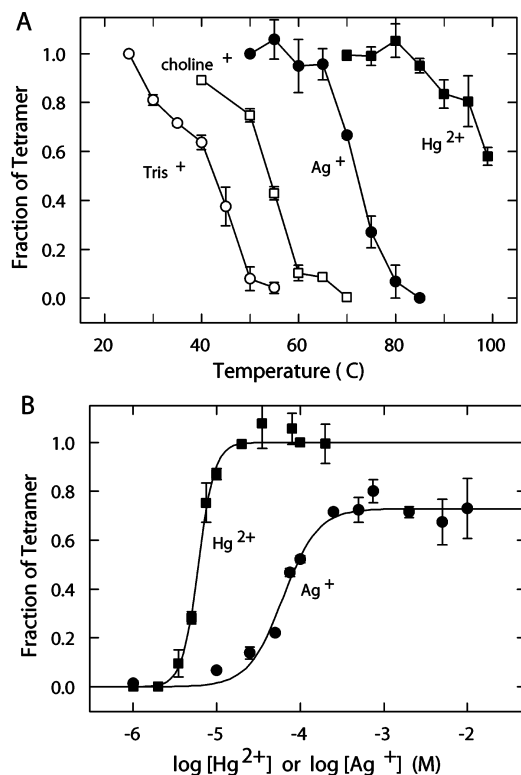 A
Fraction of Tetramer
1.0
0.8
0.6
0.4
0.2
0.0
choline +
Tris +
Ag +
Hg 2+
20 40 60 80 100
Temperature ( C)
B
Fraction of Tetramer
1.0
0.8
0.6
0.4
0.2
0.0
Hg 2+
Ag +
-6 -5 -4 -3 -2
log [Hg2+] or log [Ag +] (M)